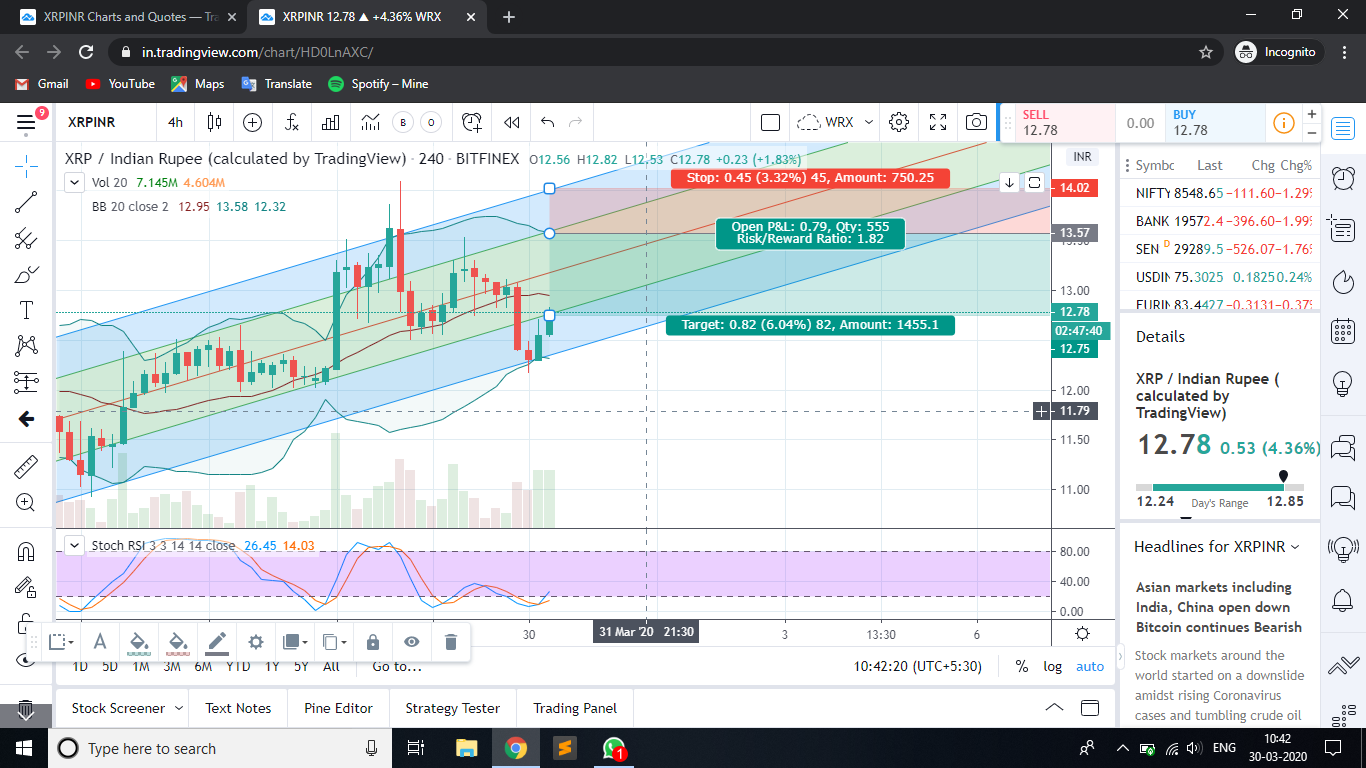 XRPINR Charts and Quotes — Tra
XRPINR 12.78 ▲ +4.36% WRX
in.tradingview.com/chart/HD0LnAXC/
Incognito
Gmail
YouTube
Maps
Translate
Spotify – Mine
9
XRPINR
4h
B
O
WRX
SELL
12.78
0.00
BUY
12.78
XRP / Indian Rupee (calculated by TradingView) · 240 · BITFINEX O12.56 H12.82 L12.53 C12.78 +0.23 (+1.83%)
INR
Vol 20 7.145M 4.604M
BB 20 close 2 12.95 13.58 12.32
Stop: 0.45 (3.32%) 45, Amount: 750.25
Open P&L: 0.79, Qty: 555
Risk/Reward Ratio: 1.82
Target: 0.82 (6.04%) 82, Amount: 1455.1
14.02
13.57
13.00
12.78
02:47:40
12.75
12.00
11.79
11.50
11.00
Stoch RSI 3 3 14 14 close 26.45 14.03
80.00
40.00
0.00
30
31 Mar '20 21:30
3
13:30
6
A
1D 5D 1M 3M 6M YTD 1Y 5Y All Go to...
10:42:20 (UTC+5:30)
% log auto
Stock Screener
Text Notes
Pine Editor
Strategy Tester
Trading Panel
Symbc Last Chg Chg%
NIFTY 8548.65 −111.60 −1.29
BANK 19572.4 −396.60 −1.99
SEN D 29289.5 −526.07 −1.76
USDIN 75.3025 0.1825 0.24%
EURIN 83.4427 −0.3131 −0.37
Details
XRP / Indian Rupee (
calculated by
TradingView)
12.78 0.53 (4.36%)
12.24 Day's Range 12.85
Headlines for XRPINR
Asian markets including
India, China open down
Bitcoin continues Bearish
Stock markets around the
world started on a downslide
amidst rising Coronavirus
cases and tumbling crude oil
Type here to search
1
ENG
10:42
30-03-2020